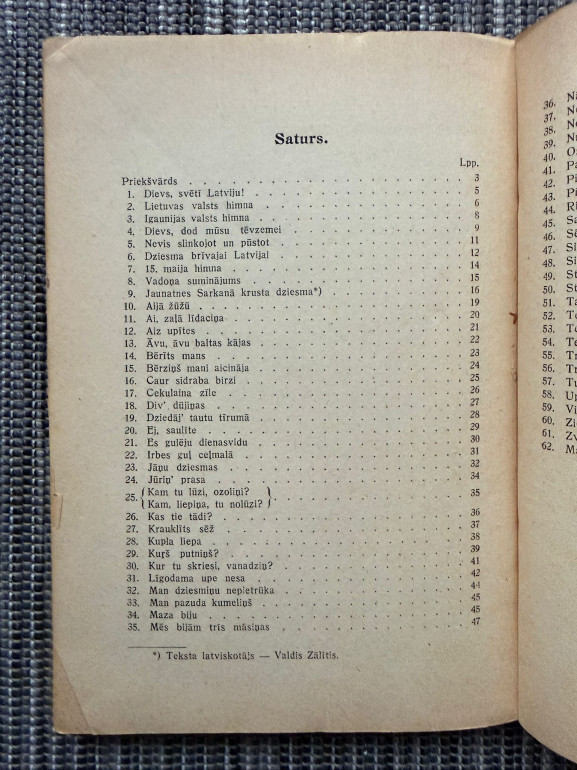 Saturs.
Lpp.
Priekšvārds . . . . . . . . . . . . . . . . . . . . 3
1. Dievs, svētī Latviju! . . . . . . . . . . . . . . . . 5
2. Lietuvas valsts himna . . . . . . . . . . . . . . . . 6
3. Igaunijas valsts himna . . . . . . . . . . . . . . . . 8
4. Dievs, dod mūsu tēvzemei . . . . . . . . . . . . . . 9
5. Nevis slinkojot un pūstot . . . . . . . . . . . . . . 11
6. Dziesma brīvajai Latvijai . . . . . . . . . . . . . . 12
7. 15. maija himna . . . . . . . . . . . . . . . . . . 14
8. Vadoņa suminājums . . . . . . . . . . . . . . . . 15
9. Jaunatnes Sarkanā krusta dziesma*) . . . . . . . . . . 16
10. Aijā žūžū . . . . . . . . . . . . . . . . . . . . 19
11. Ai, zaļā līdaciņa . . . . . . . . . . . . . . . . . . 20
12. Aiz upītes . . . . . . . . . . . . . . . . . . . . 21
13. Āvu, āvu baltas kājas . . . . . . . . . . . . . . . . 22
14. Bērīts mans . . . . . . . . . . . . . . . . . . . . 23
15. Bērziņš mani aicināja . . . . . . . . . . . . . . . . 24
16. Caur sidraba birzi . . . . . . . . . . . . . . . . . . 25
17. Cekulaina zīle . . . . . . . . . . . . . . . . . . 26
18. Div' dūjiņas . . . . . . . . . . . . . . . . . . . . 27
19. Dziedāj' tautu tīrumā . . . . . . . . . . . . . . . . 28
20. Ej, saulīte . . . . . . . . . . . . . . . . . . . . 29
21. Es gulēju dienasvidu . . . . . . . . . . . . . . . . 30
22. Irbes guļ ceļmalā . . . . . . . . . . . . . . . . . . 31
23. Jāņu dziesmas . . . . . . . . . . . . . . . . . . 32
24. Jūriņ' prasa . . . . . . . . . . . . . . . . . . . . 34
25. {Kam tu lūzi, ozoliņi? } . . . . . . . . . . . . . . 35
{Kam, liepiņa, tu nolūzi?}
26. Kas tie tādi? . . . . . . . . . . . . . . . . . . . . 36
27. Krauklīts sēž . . . . . . . . . . . . . . . . . . 37
28. Kupla liepa . . . . . . . . . . . . . . . . . . . . 38
29. Kuŗš putniņš? . . . . . . . . . . . . . . . . . . 39
30. Kur tu skriesi, vanadziņ? . . . . . . . . . . . . . . 41
31. Līgodama upe nesa . . . . . . . . . . . . . . . . 42
32. Man dziesmiņu nepietrūka . . . . . . . . . . . . . . 44
33. Man pazuda kumeliņš . . . . . . . . . . . . . . . . 45
34. Maza biju . . . . . . . . . . . . . . . . . . . . 45
35. Mēs bijām trīs māsiņas . . . . . . . . . . . . . . . . 47
*) Teksta latviskotājs — Valdis Zālītis.
36.
37.
38.
39.
40.
41.
42.
43.
44.
45.
46.
47.
48.
49.
50.
51.
52.
53.
54.
55.
56.
57.
58.
59.
60.
61.
62.